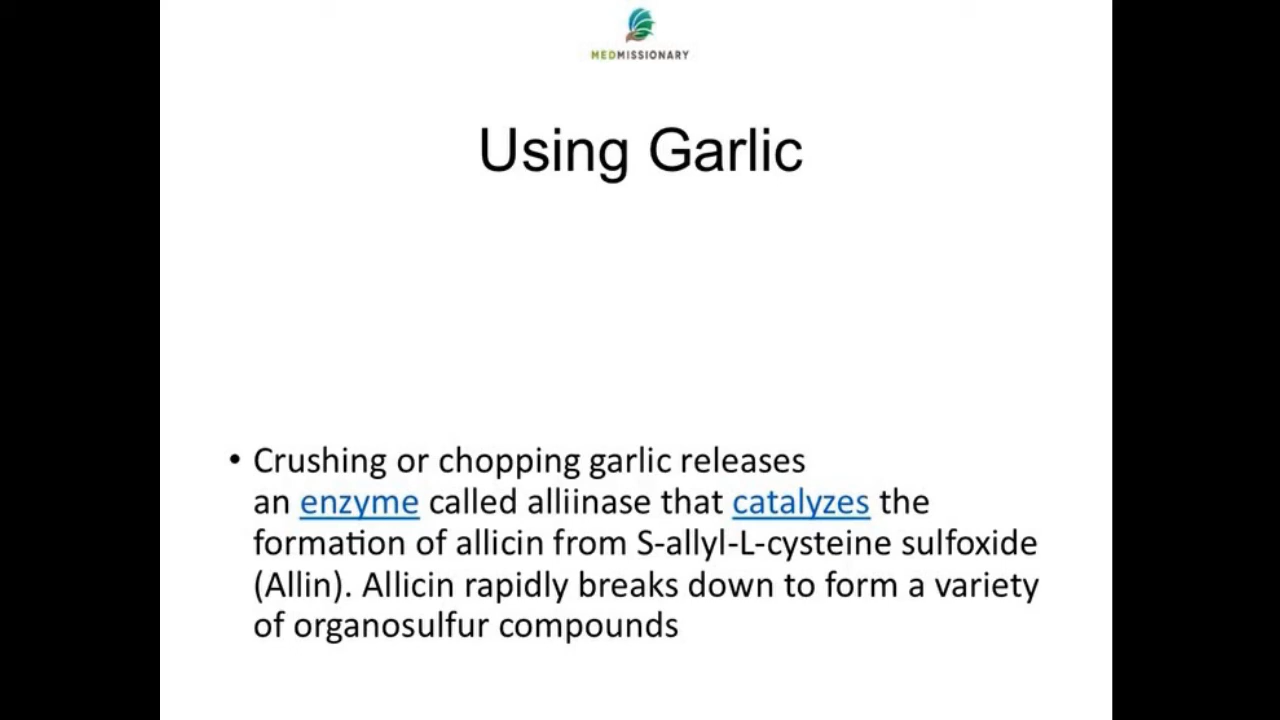 MEDMISSIONARY
Using Garlic
• Crushing or chopping garlic releases
an enzyme called alliinase that catalyzes the
formation of allicin from S-allyl-L-cysteine sulfoxide
(Allin). Allicin rapidly breaks down to form a variety
of organosulfur compounds